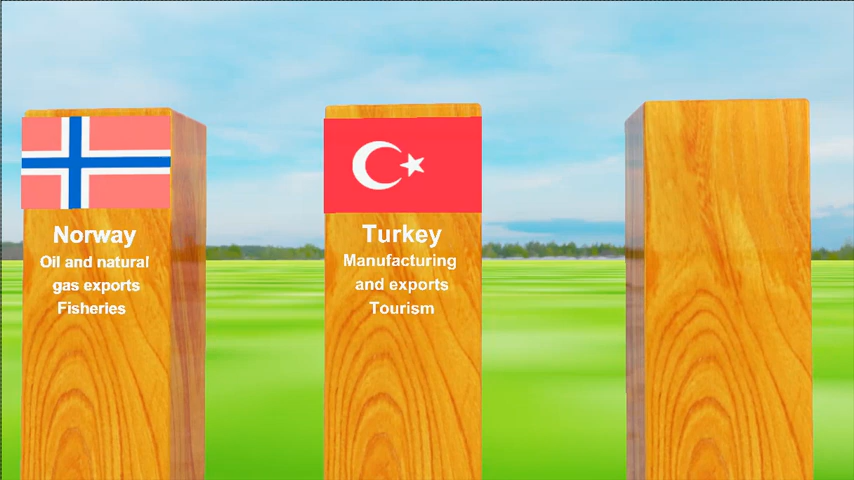 Norway
Oil and natural
gas exports
Fisheries
Turkey
Manufacturing
and exports
Tourism